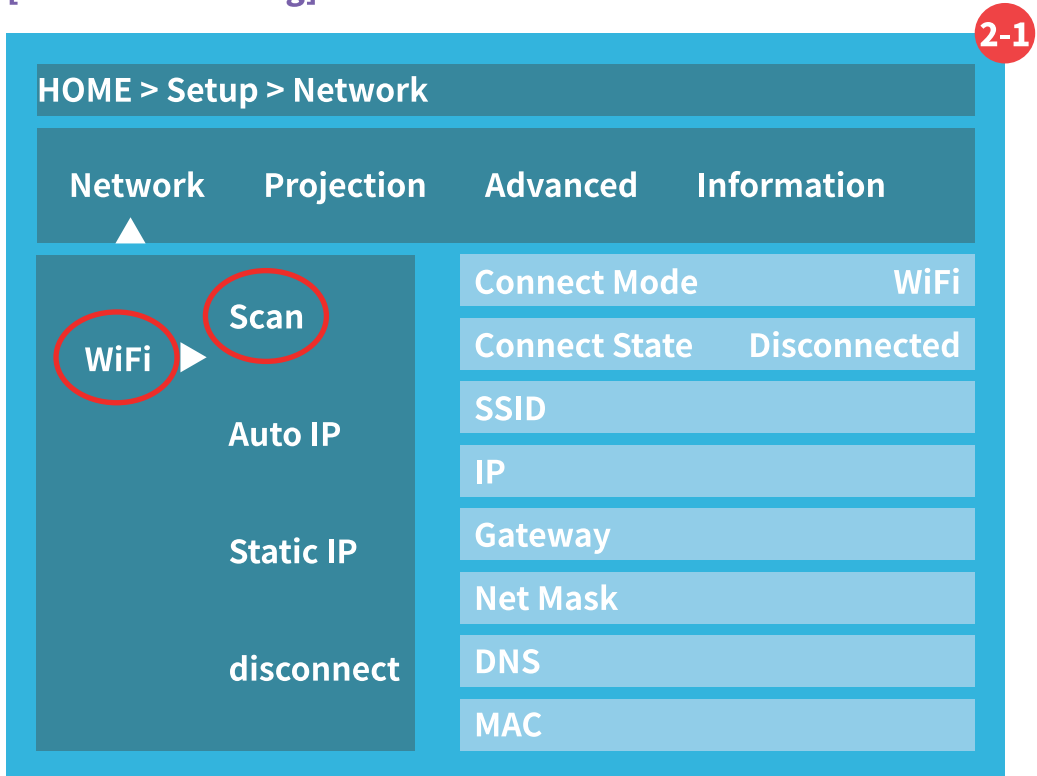 2-1
HOME > Setup > Network
Network Projection Advanced Information
WiFi
Scan
Auto IP
Static IP
disconnect
Connect Mode WiFi
Connect State Disconnected
SSID
IP
Gateway
Net Mask
DNS
MAC